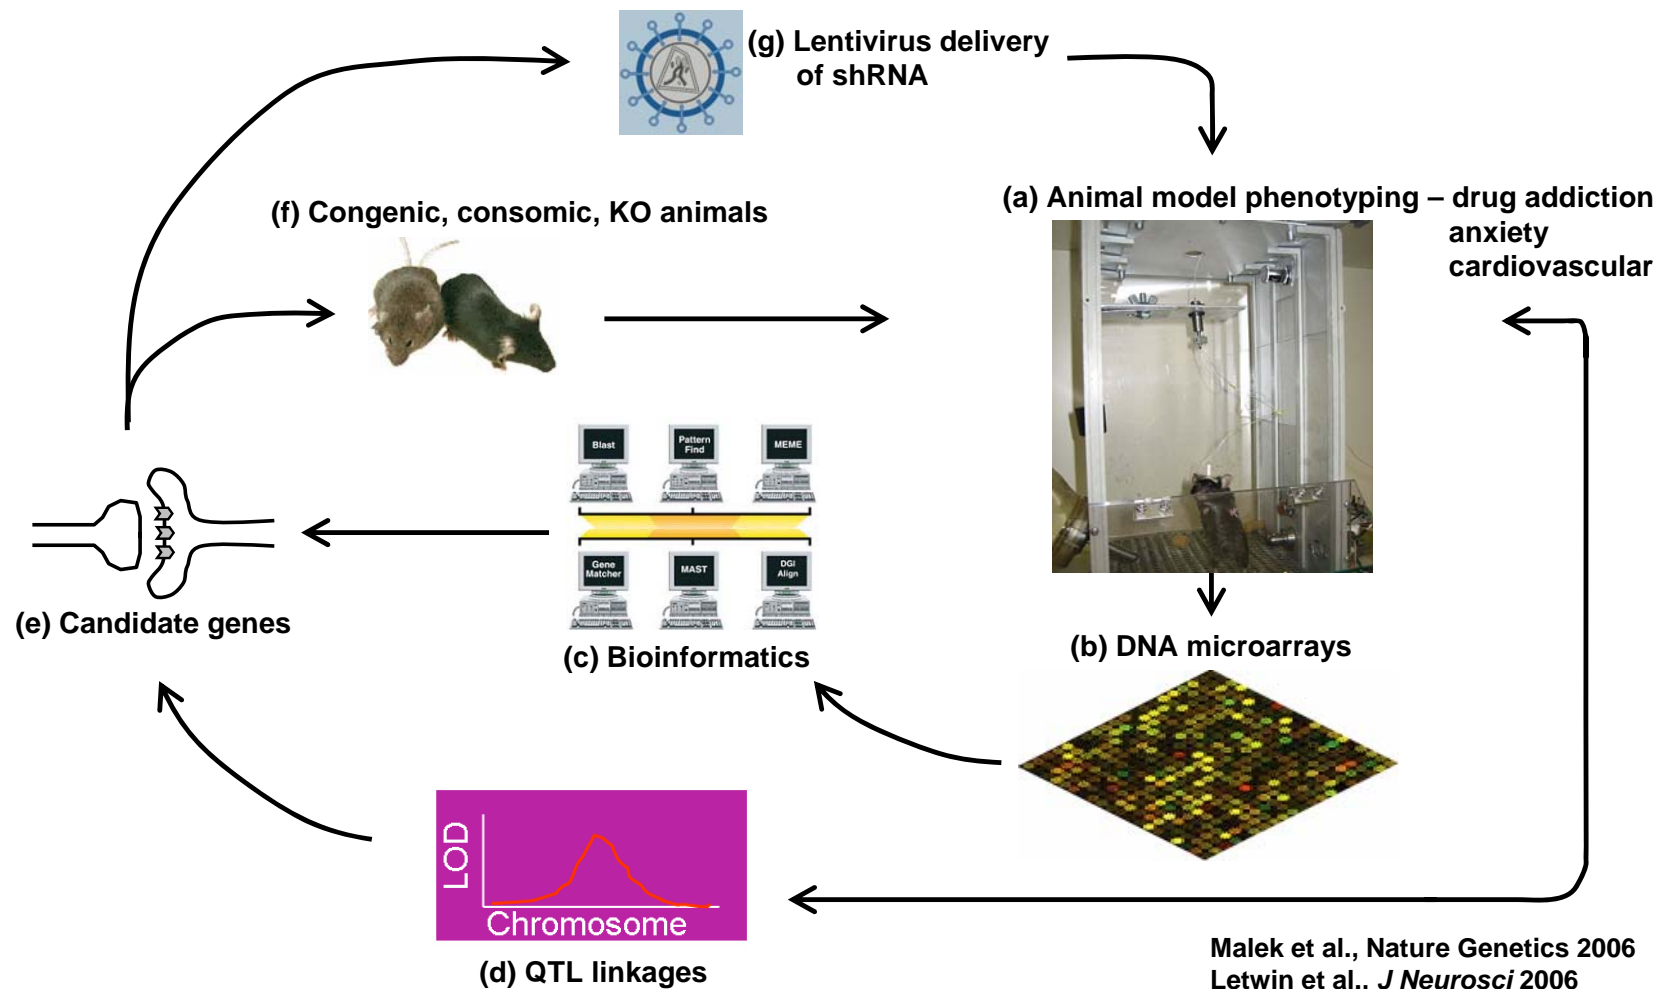 (g) Lentivirus delivery
of shRNA
(a) Animal model phenotyping – drug addiction
anxiety
cardiovascular
(f) Congenic, consomic, KO animals
Blast
Pattern
Find
MEME
Gene
Matcher
MAST
DGI
Align
(e) Candidate genes
(c) Bioinformatics
(b) DNA microarrays
LOD
Chromosome
(d) QTL linkages
Malek et al., Nature Genetics 2006
Letwin et al., J Neurosci 2006